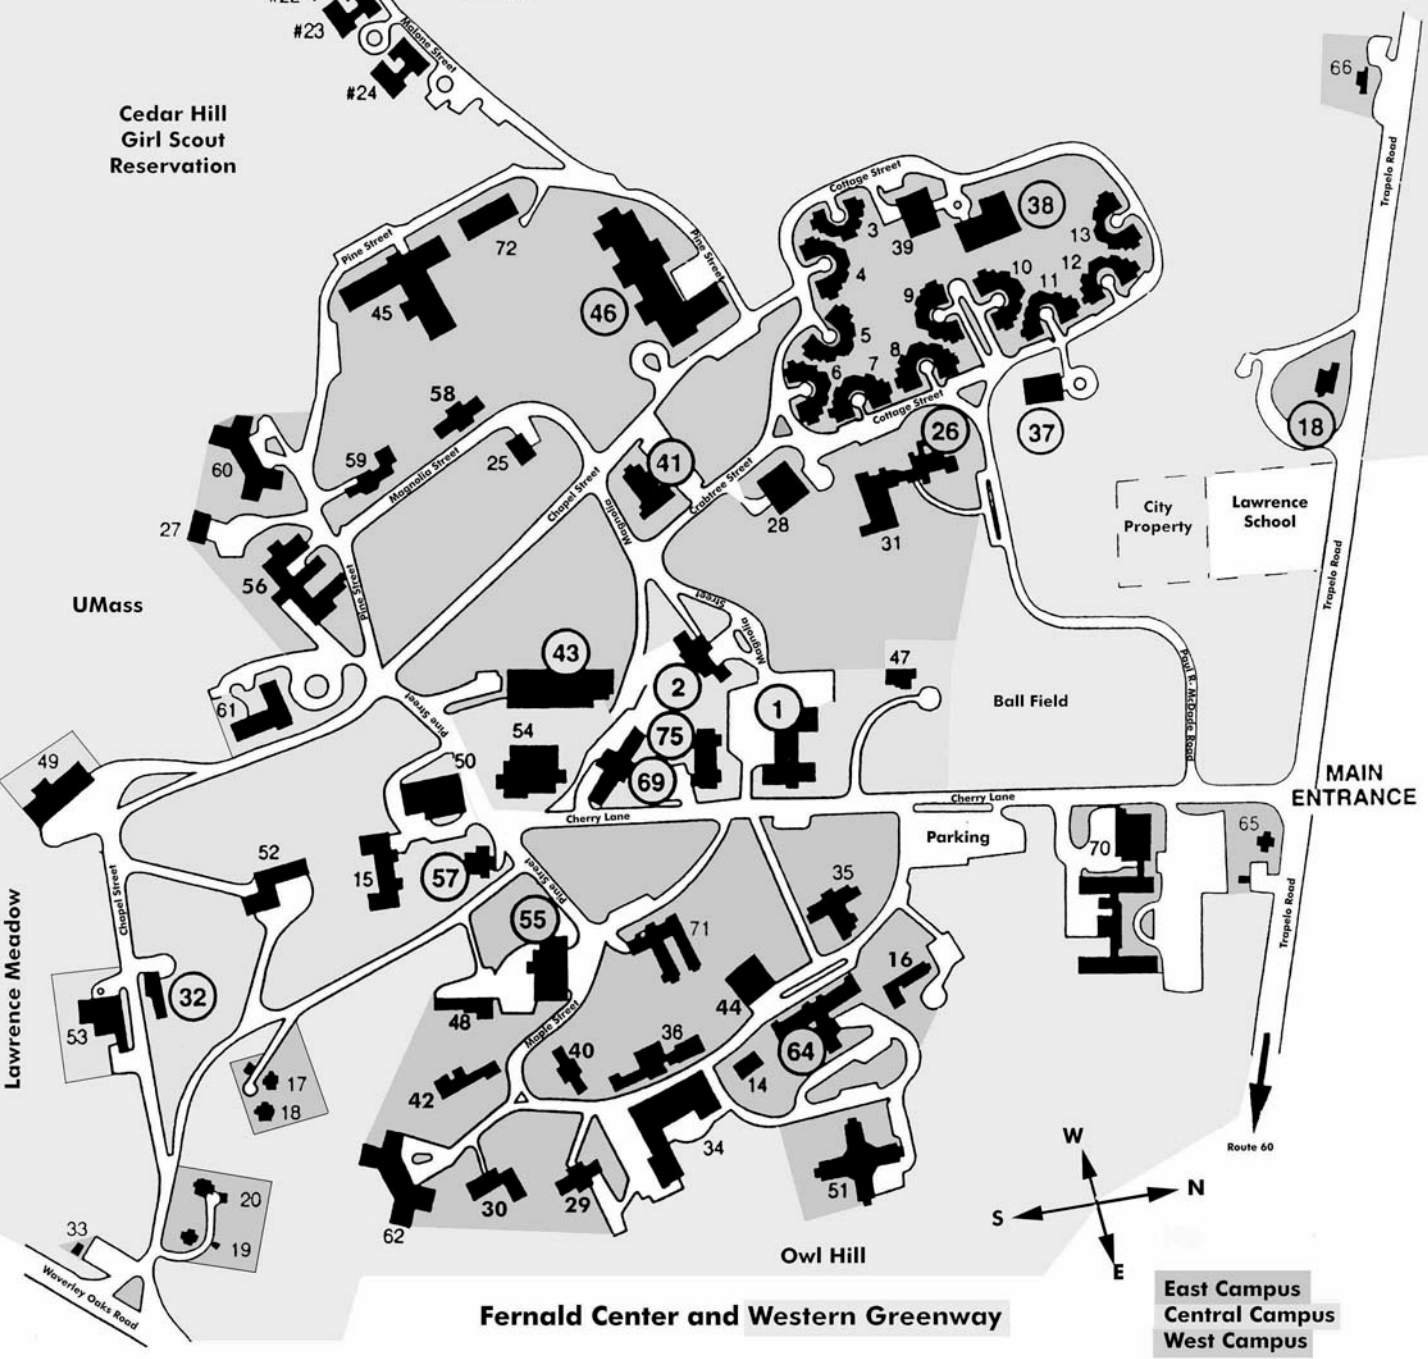 #23
Malone Street
#24
Cedar Hill
Girl Scout
Reservation
66
Trapelo Road
Cottage Street
Pine Street
72
Pine Street
3
39
38
13
4
10
12
11
9
45
46
5
8
6
7
58
Cottage Street
26
37
18
60
59
25
Magnolia Street
41
Chapel Street
Magnolia
Crabtree Street
28
31
27
City
Property
Lawrence
School
Trapelo Road
56
Pine Street
UMass
Magnolia
Street
43
2
47
1
Ball Field
Paul R. McDade Road
61
Pine Street
54
75
69
49
50
MAIN
ENTRANCE
Cherry Lane
Cherry Lane
Parking
65
70
52
15
57
Pine Street
35
55
71
Chapel Street
Trapelo Road
Lawrence Meadow
32
53
44
16
48
Maple Street
36
40
64
14
17
18
42
34
W
N
S
E
Route 60
51
20
30
29
62
33
19
Waverley Oaks Road
Owl Hill
East Campus
Central Campus
West Campus
Fernald Center and Western Greenway